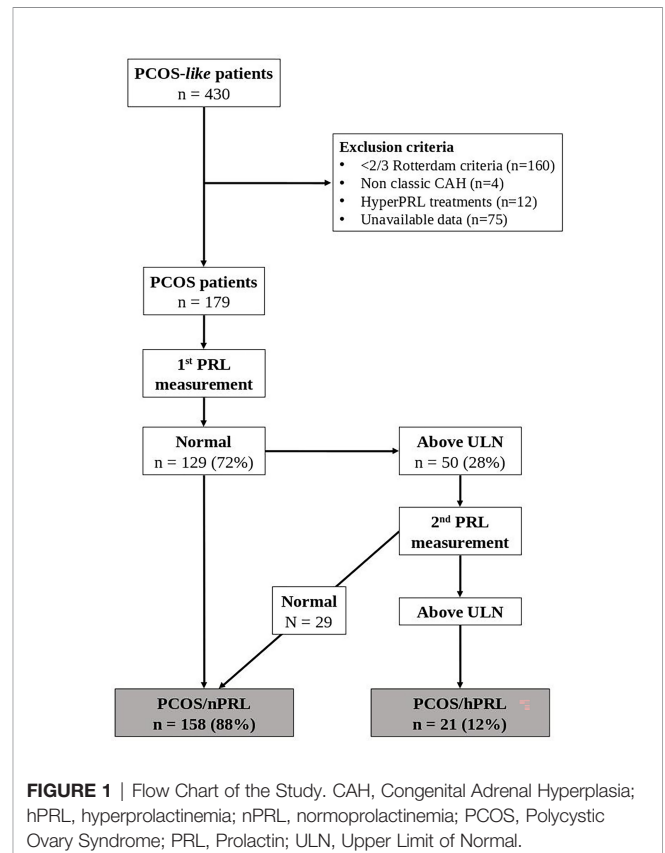 PCOS-like patients
n = 430
Exclusion criteria
• <2/3 Rotterdam criteria (n=160)
• Non classic CAH (n=4)
• HyperPRL treatments (n=12)
• Unavailable data (n=75)
PCOS patients
n = 179
1st PRL
measurement
Normal
n = 129 (72%)
Above ULN
n = 50 (28%)
2nd PRL
measurement
Normal
N = 29
Above ULN
PCOS/nPRL
n = 158 (88%)
PCOS/hPRL
n = 21 (12%)
FIGURE 1 | Flow Chart of the Study. CAH, Congenital Adrenal Hyperplasia;
hPRL, hyperprolactinemia; nPRL, normoprolactinemia; PCOS, Polycystic
Ovary Syndrome; PRL, Prolactin; ULN, Upper Limit of Normal.